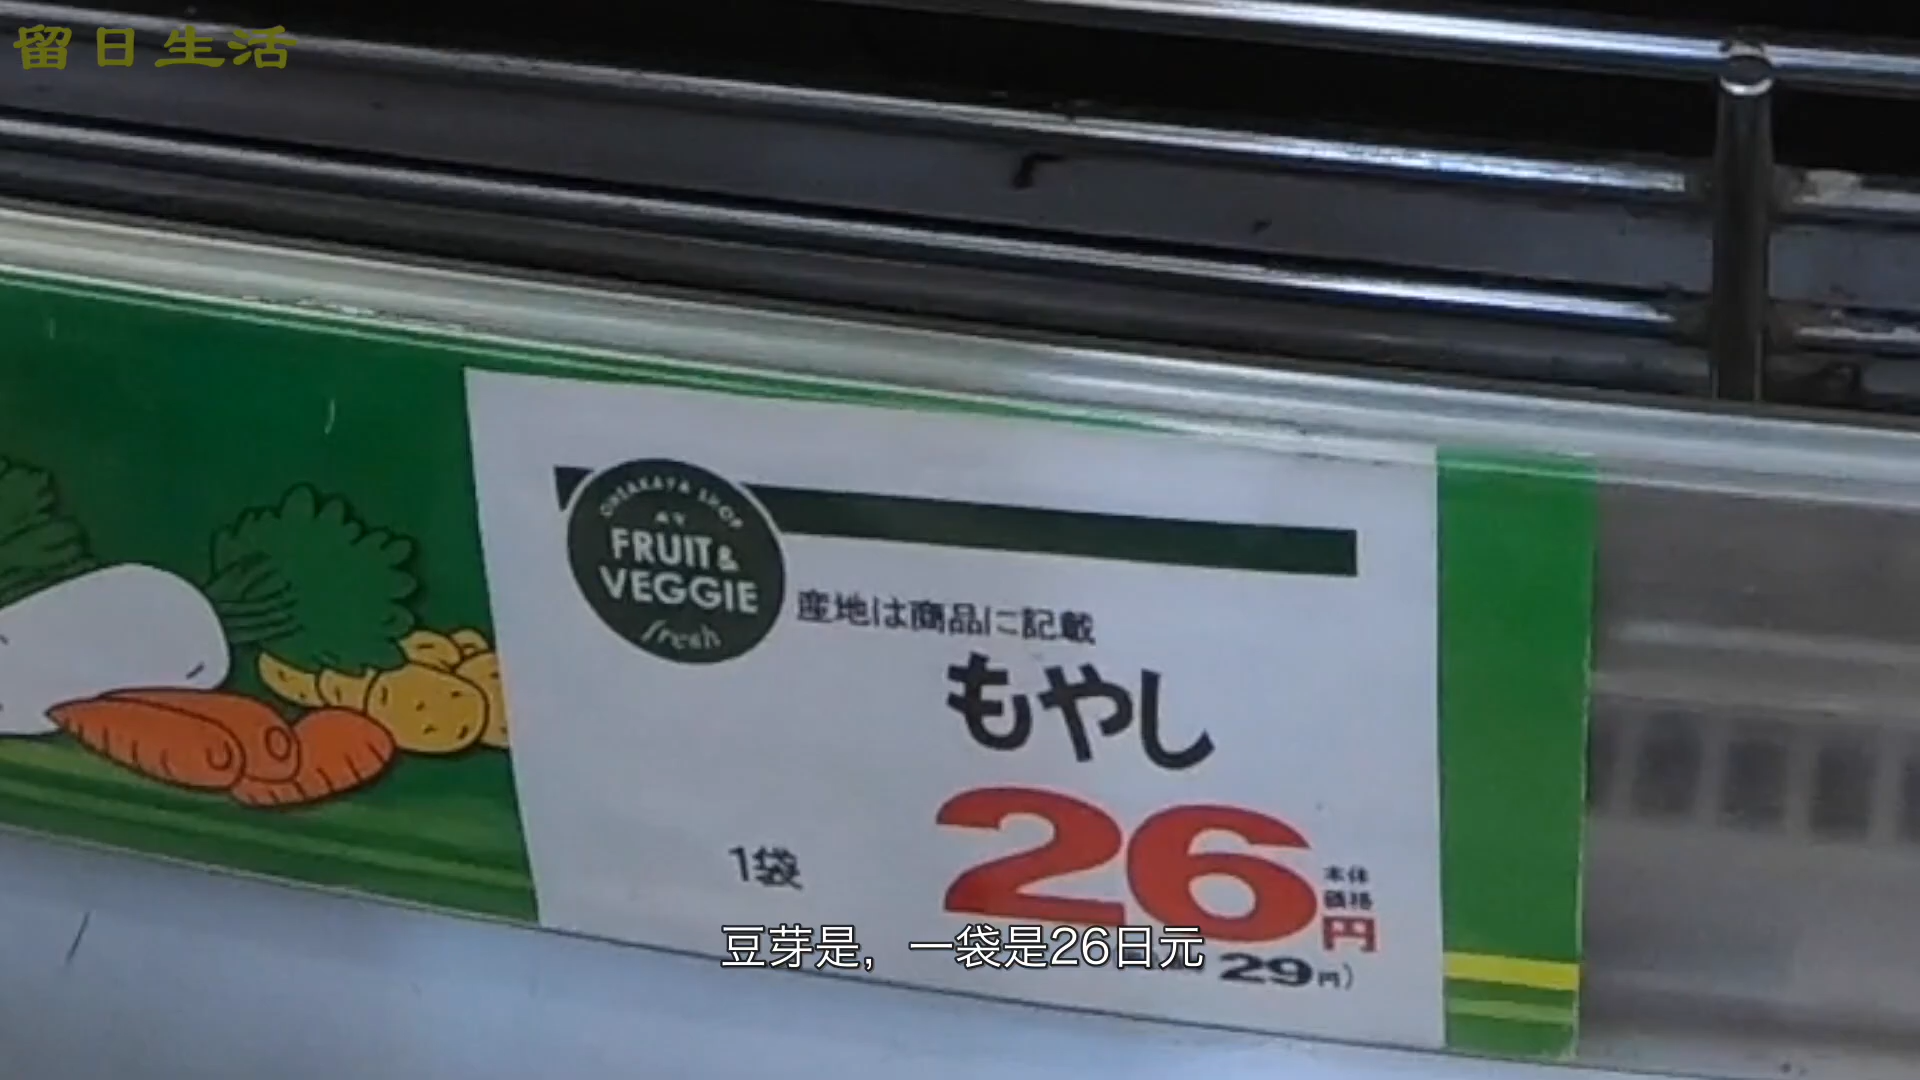 留日生活
FRUIT &
VEGGIE
fresh
産地は商品に記載
もやし
1袋
26
本体
価格
円
豆芽是，一袋是26日元
29円）